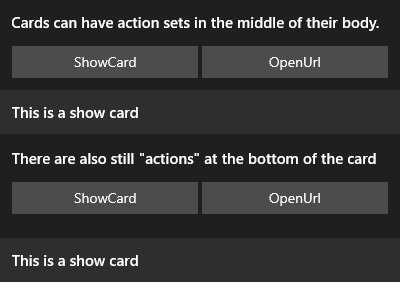 Cards can have action sets in the middle of their body.
ShowCard OpenUrl
This is a show card
There are also still "actions" at the bottom of the card
ShowCard OpenUrl
This is a show card